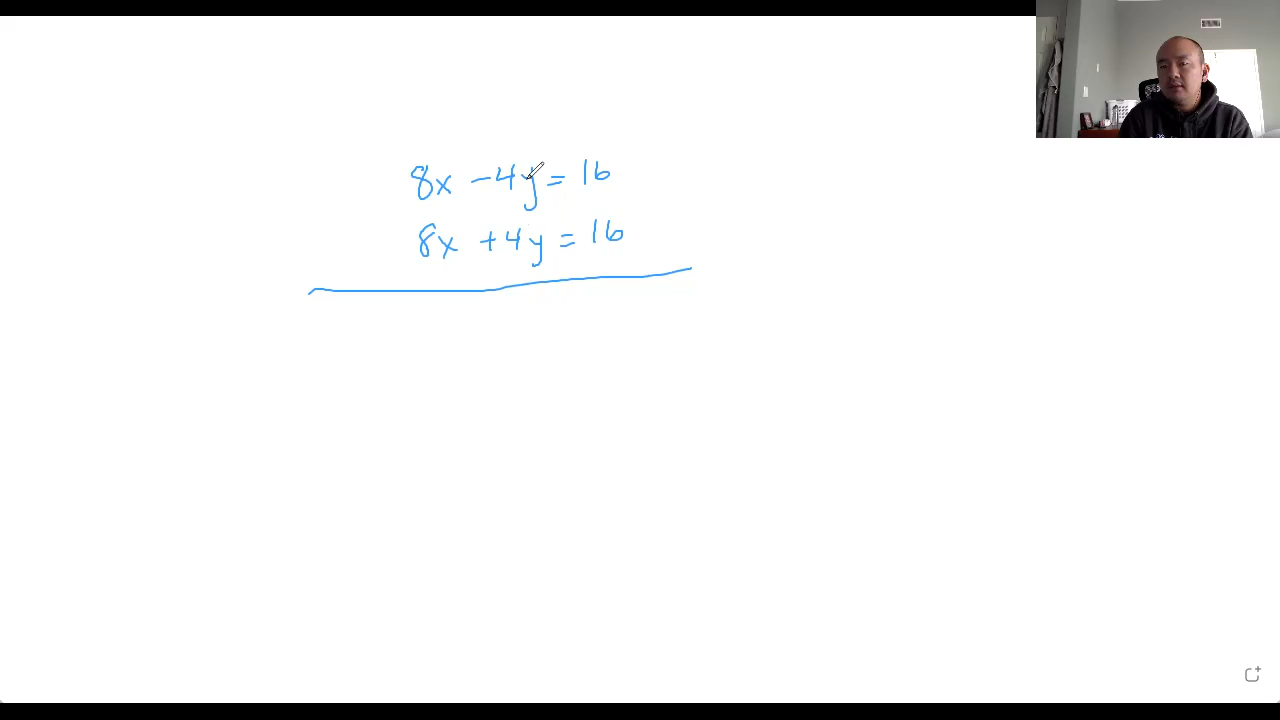 8x - 4y = 16
8x + 4y = 16